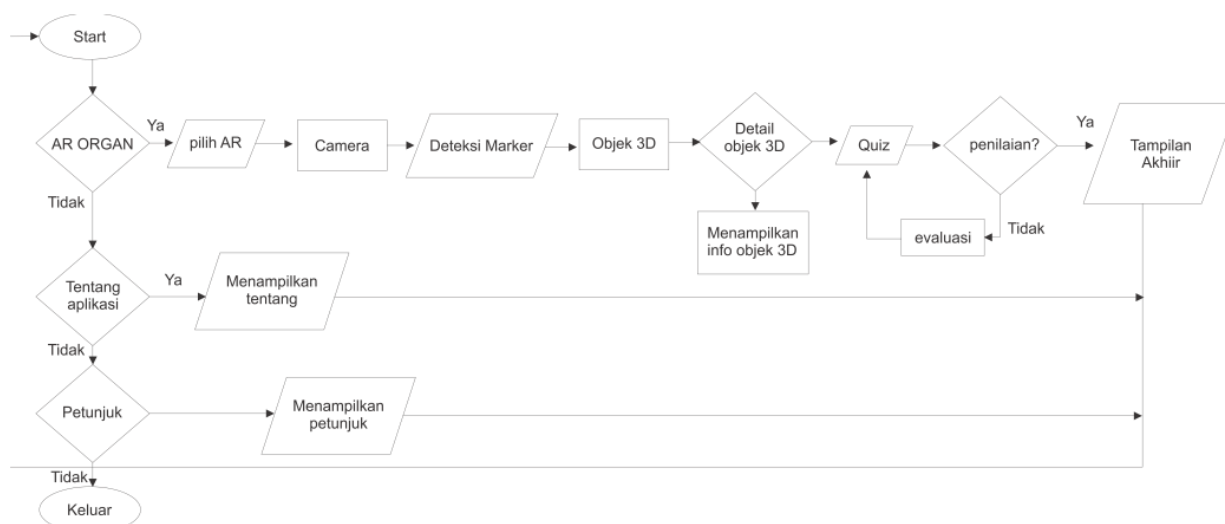 Start
AR ORGAN
Ya
pilih AR
Camera
Deteksi Marker
Objek 3D
Detail
objek 3D
Menampilkan
info objek 3D
Quiz
penilaian?
Ya
Tampilan
Akhiir
Tidak
evaluasi
Tidak
Tentang
aplikasi
Ya
Menampilkan
tentang
Tidak
Petunjuk
Menampilkan
petunjuk
Tidak
Keluar